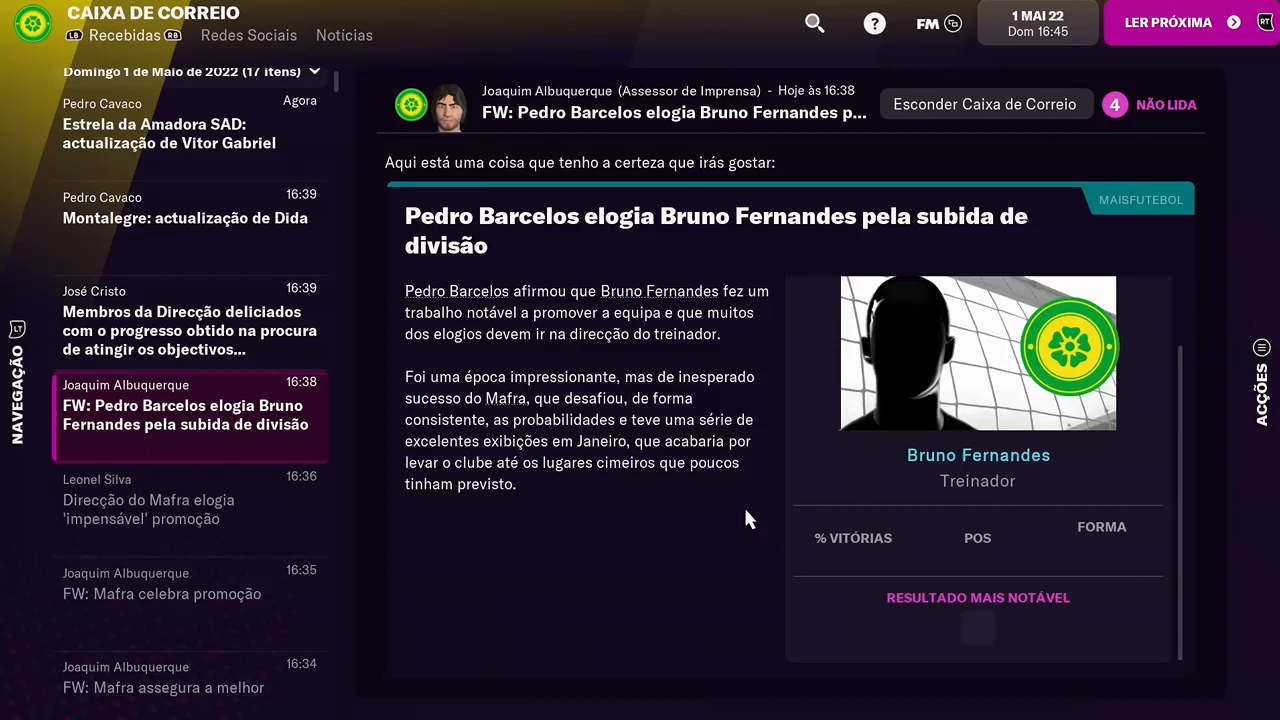 CAIXA DE CORREIO
LB Recebidas RB Redes Sociais Notícias
FM
1 MAI 22
Dom 16:45
LER PRÓXIMA
RT
Domingo 1 de Maio de 2022 (17 itens)
Pedro Cavaco Agora
Estrela da Amadora SAD:
actualização de Vitor Gabriel
Pedro Cavaco 16:39
Montalegre: actualização de Dida
José Cristo 16:39
Membros da Direcção deliciados
com o progresso obtido na procura
de atingir os objectivos...
Joaquim Albuquerque 16:38
FW: Pedro Barcelos elogia Bruno
Fernandes pela subida de divisão
Leonel Silva 16:36
Direcção do Mafra elogia
'impensável' promoção
Joaquim Albuquerque 16:35
FW: Mafra celebra promoção
Joaquim Albuquerque 16:34
FW: Mafra assegura a melhor
NAVEGAÇÃO LT
Joaquim Albuquerque (Assessor de Imprensa) - Hoje às 16:38
FW: Pedro Barcelos elogia Bruno Fernandes p...
Esconder Caixa de Correio
4 NÃO LIDA
Aqui está uma coisa que tenho a certeza que irás gostar:
MAISFUTEBOL
Pedro Barcelos elogia Bruno Fernandes pela subida de
divisão
Pedro Barcelos afirmou que Bruno Fernandes fez um
trabalho notável a promover a equipa e que muitos
dos elogios devem ir na direcção do treinador.
Foi uma época impressionante, mas de inesperado
sucesso do Mafra, que desafiou, de forma
consistente, as probabilidades e teve uma série de
excelentes exibições em Janeiro, que acabaria por
levar o clube até os lugares cimeiros que poucos
tinham previsto.
Bruno Fernandes
Treinador
% VITÓRIAS POS FORMA
RESULTADO MAIS NOTÁVEL
ACÇÕES